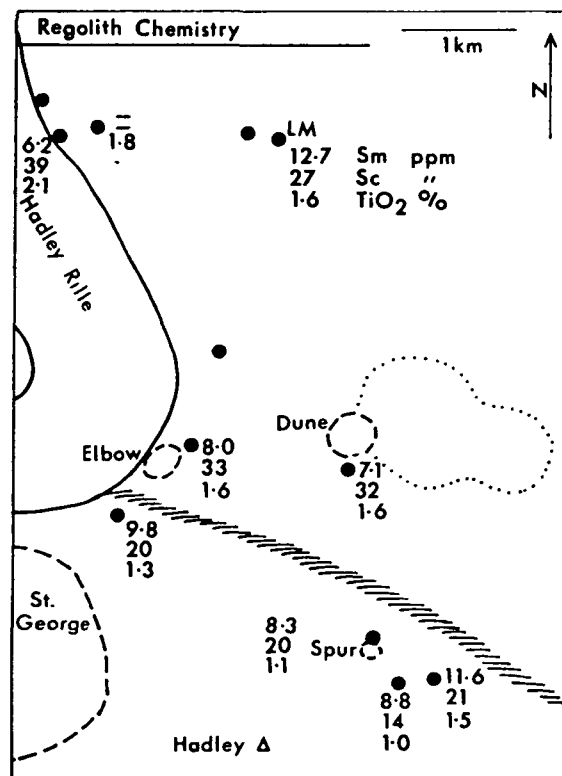 Regolith Chemistry
1 km
N
6·2
39
2·1
=
1·8
LM
12·7 Sm ppm
27 Sc "
1·6 TiO2 %
Hadley Rille
Dune
Elbow
8·0
33
1·6
7·1
32
1·6
9·8
20
1·3
St.
George
8·3
20
1·1
Spur
11·6
21
1·5
8·8
14
1·0
Hadley Δ